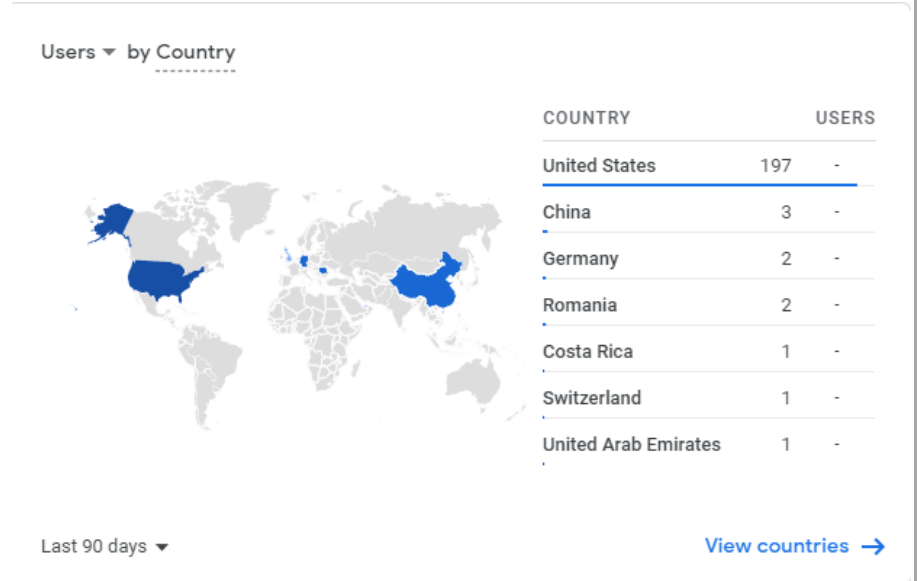 Users by Country
COUNTRY USERS
United States 197 -
China 3 -
Germany 2 -
Romania 2 -
Costa Rica 1 -
Switzerland 1 -
United Arab Emirates 1 -
Last 90 days View countries →